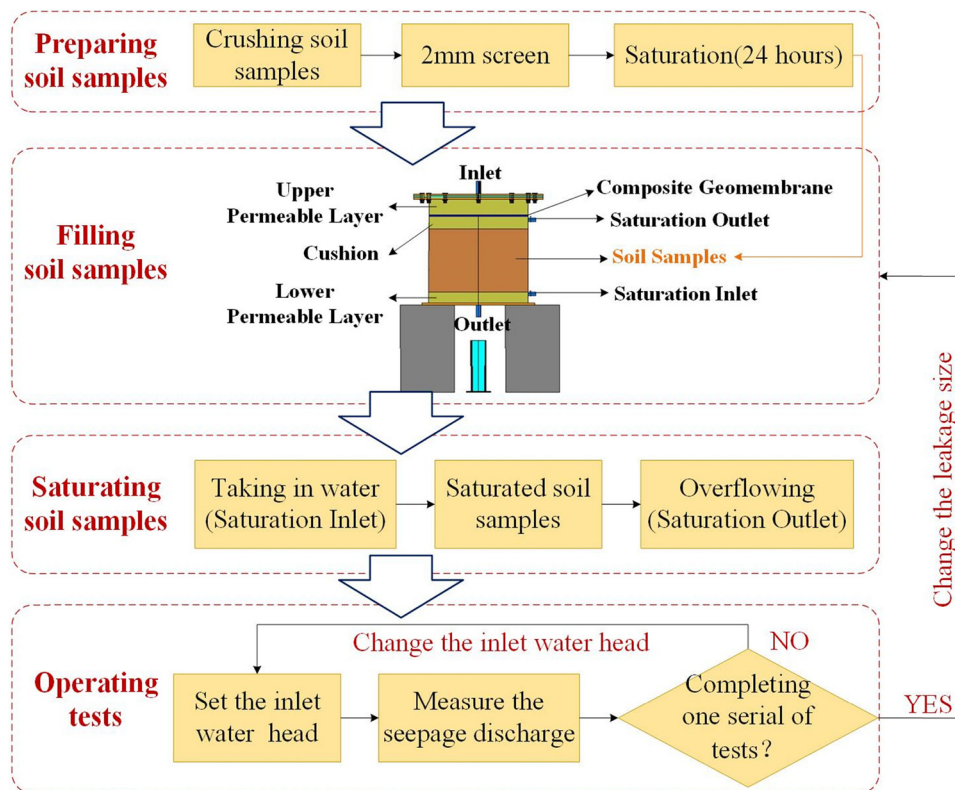 Preparing
soil samples
Crushing soil
samples
2mm screen
Saturation(24 hours)
Filling
soil samples
Inlet
Upper
Permeable Layer
Composite Geomembrane
Saturation Outlet
Cushion
Soil Samples
Lower
Permeable Layer
Saturation Inlet
Outlet
Change the leakage size
Saturating
soil samples
Taking in water
(Saturation Inlet)
Saturated soil
samples
Overflowing
(Saturation Outlet)
Operating
tests
Change the inlet water head
NO
Set the inlet
water head
Measure the
seepage discharge
Completing
one serial of
tests?
YES